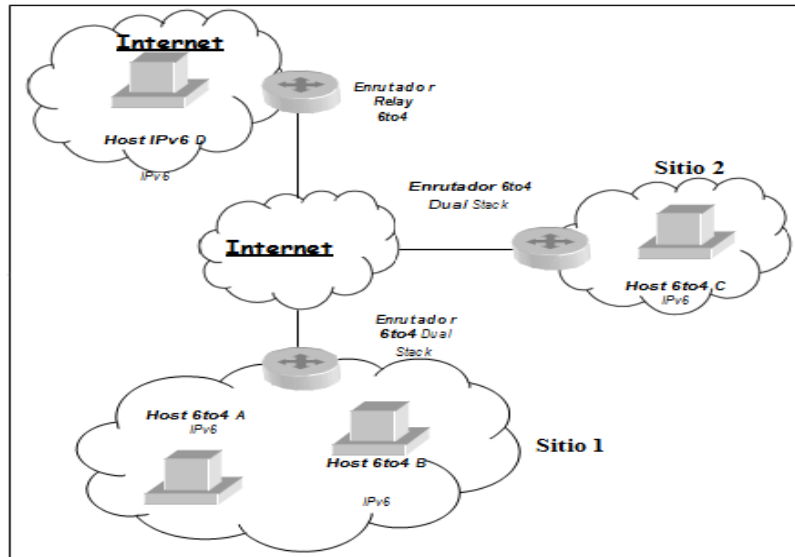 Internet
Host IPv6 D
IPv6
Enrutador
Relay
6to4
Sitio 2
Enrutador 6to4
Dual Stack
Host 6to4 C
IPv6
Internet
Enrutador
6to4 Dual
Stack
Host 6to4 A
IPv6
Host 6to4 B
IPv6
Sitio 1